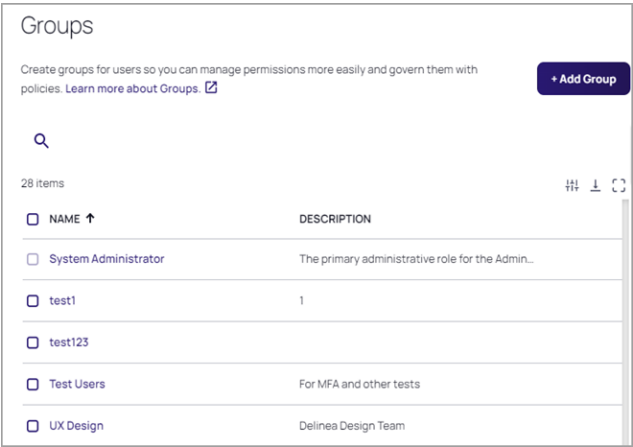 Groups
Create groups for users so you can manage permissions more easily and govern them with
policies. Learn more about Groups.
+ Add Group
28 items
NAME DESCRIPTION
System Administrator The primary administrative role for the Admin...
test1 1
test123
Test Users For MFA and other tests
UX Design Delinea Design Team